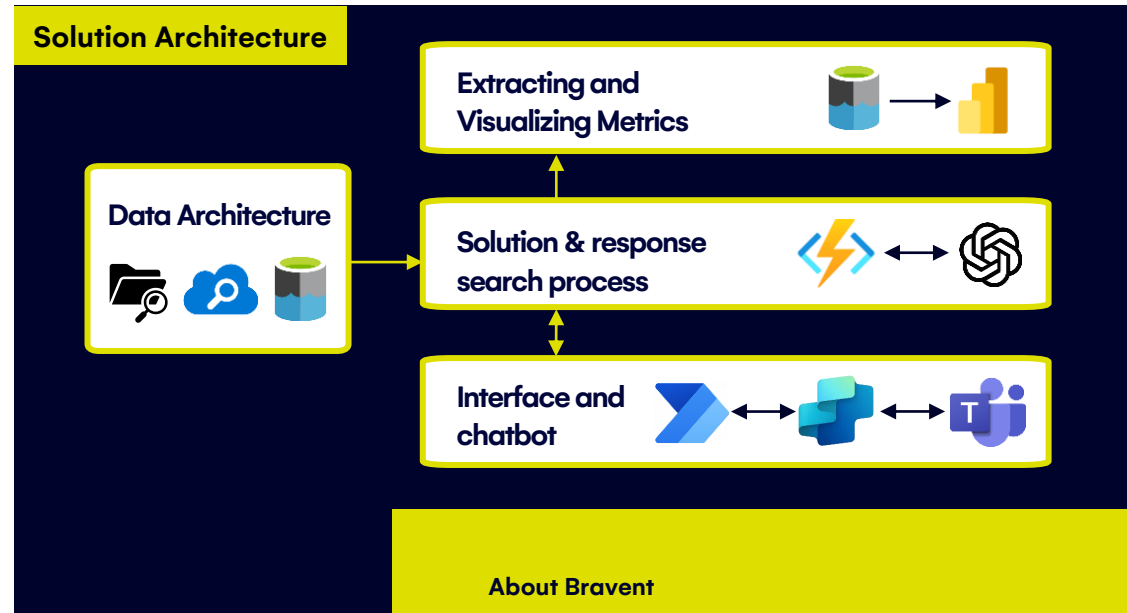 Solution Architecture
Extracting and
Visualizing Metrics
Data Architecture
Solution & response
search process
Interface and
chatbot
T
About Bravent